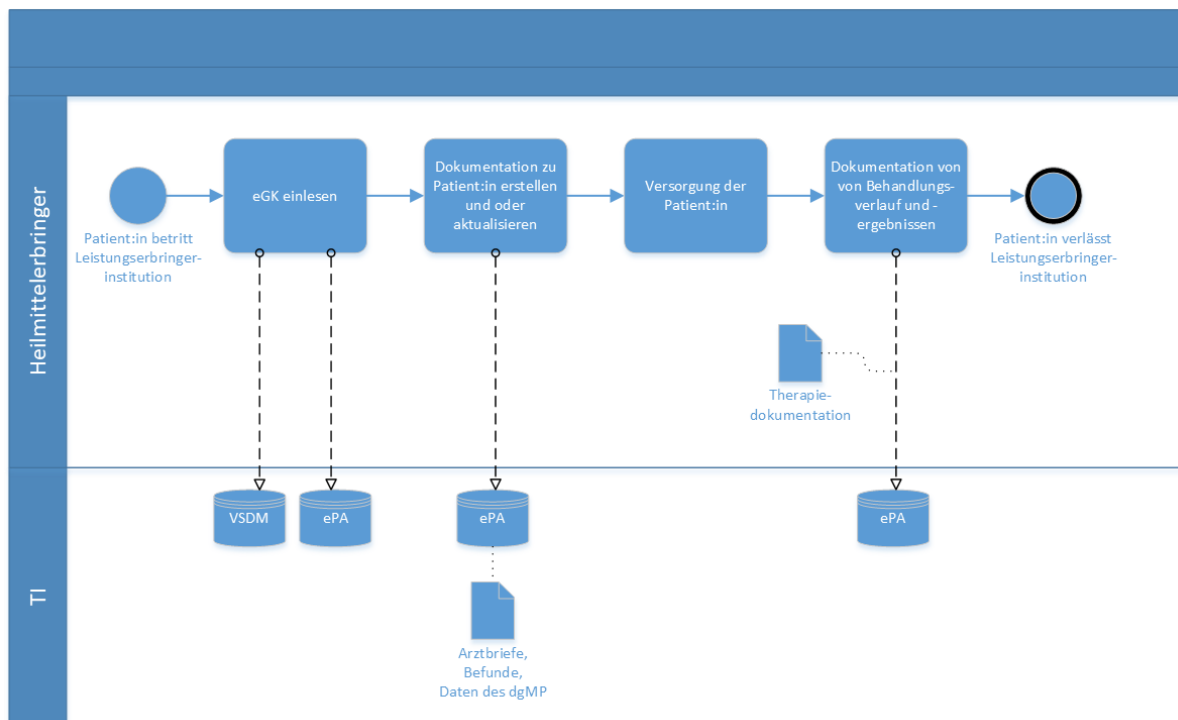 Heilmittelerbringer
eGK einlesen
Dokumentation zu
Patient:in erstellen
und oder
aktualisieren
Versorgung der
Patient:in
Dokumentation von
von Behandlungs-
verlauf und -
ergebnissen
Patient:in betritt
Leistungserbringer-
institution
Patient:in verlässt
Leistungserbringer-
institution
Therapie-
dokumentation
TI
VSDM
ePA
ePA
ePA
Arztbriefe,
Befunde,
Daten des dgMP